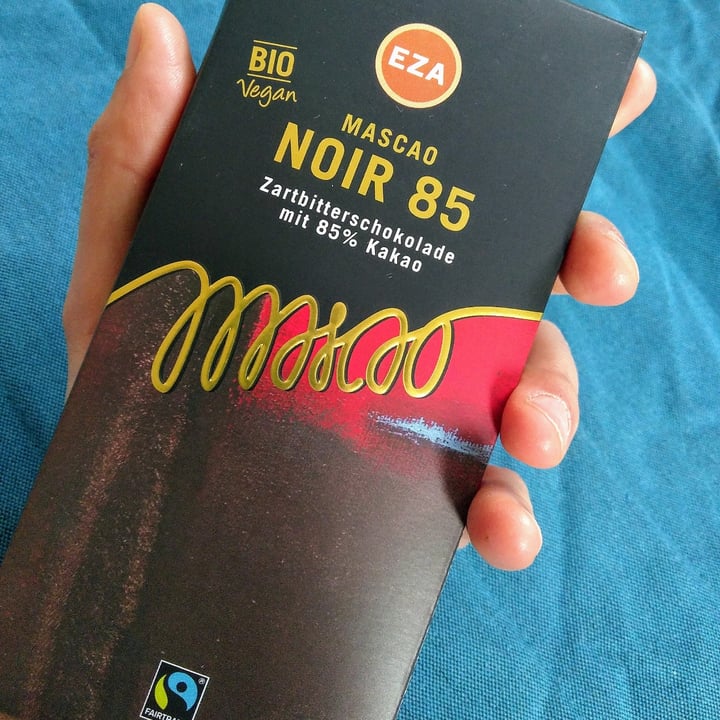 BIO
Vegan
EZA
MASCAO
NOIR 85
Zartbitterschokolade
mit 85% Kakao
mascao
®